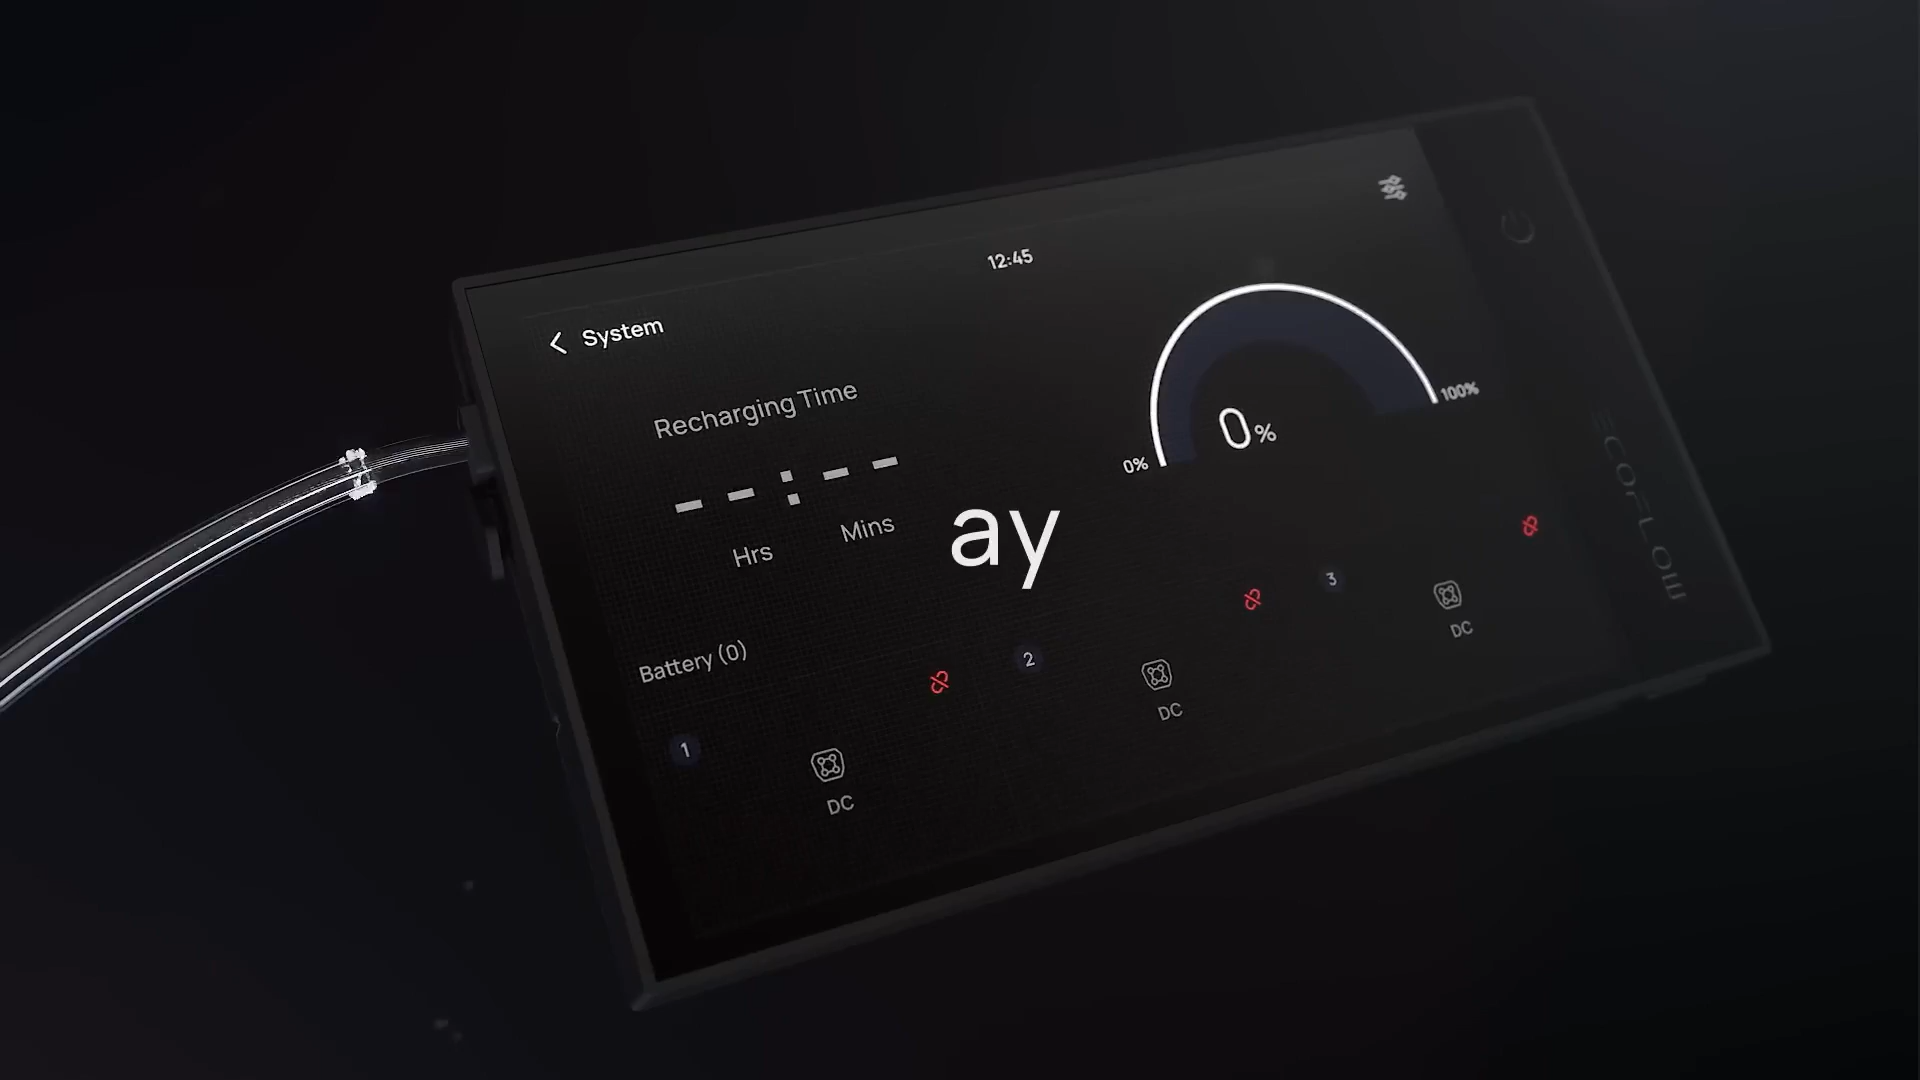 12:45
System
Recharging Time
--:--
Hrs
Mins
0%
0%
100%
ay
Battery (0)
1
DC
2
DC
3
DC
ECOFLOW